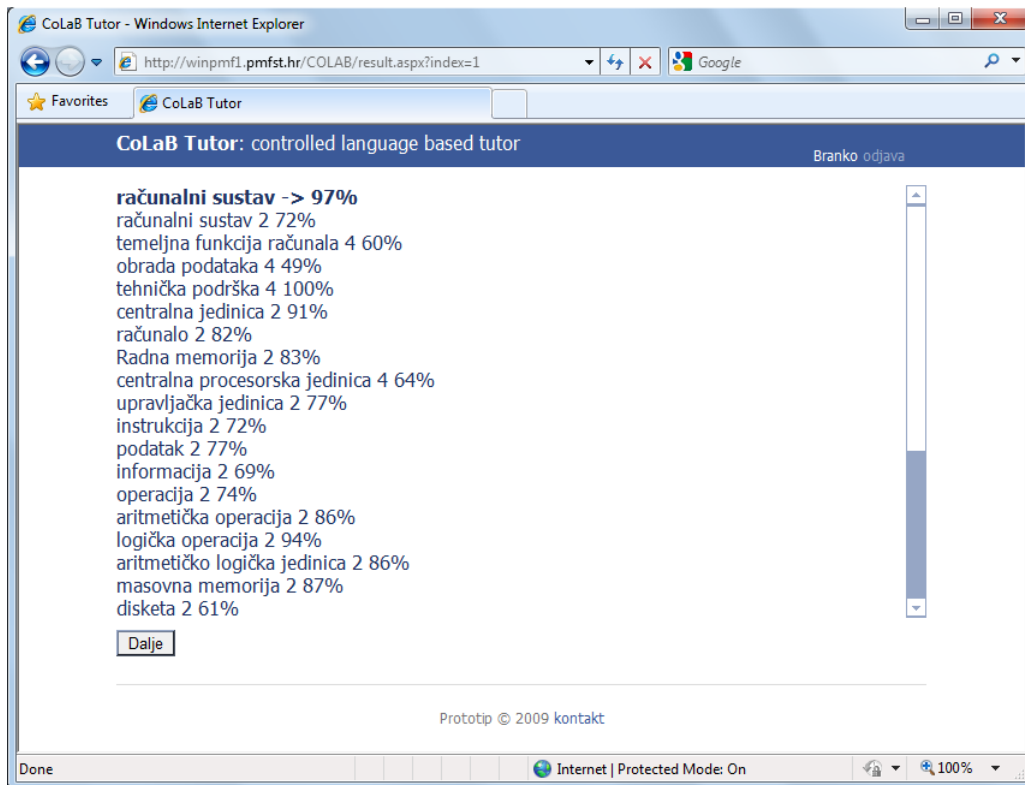 CoLaB Tutor - Windows Internet Explorer
http://winpmf1.pmfst.hr/COLAB/result.aspx?index=1
Google
Favorites
CoLaB Tutor
CoLaB Tutor: controlled language based tutor
Branko odjava
računalni sustav -> 97%
računalni sustav 2 72%
temeljna funkcija računala 4 60%
obrada podataka 4 49%
tehnička podrška 4 100%
centralna jedinica 2 91%
računalo 2 82%
Radna memorija 2 83%
centralna procesorska jedinica 4 64%
upravljačka jedinica 2 77%
instrukcija 2 72%
podatak 2 77%
informacija 2 69%
operacija 2 74%
aritmetička operacija 2 86%
logička operacija 2 94%
aritmetičko logička jedinica 2 86%
masovna memorija 2 87%
disketa 2 61%
Dalje
Prototip © 2009 kontakt
Done
Internet | Protected Mode: On
100%